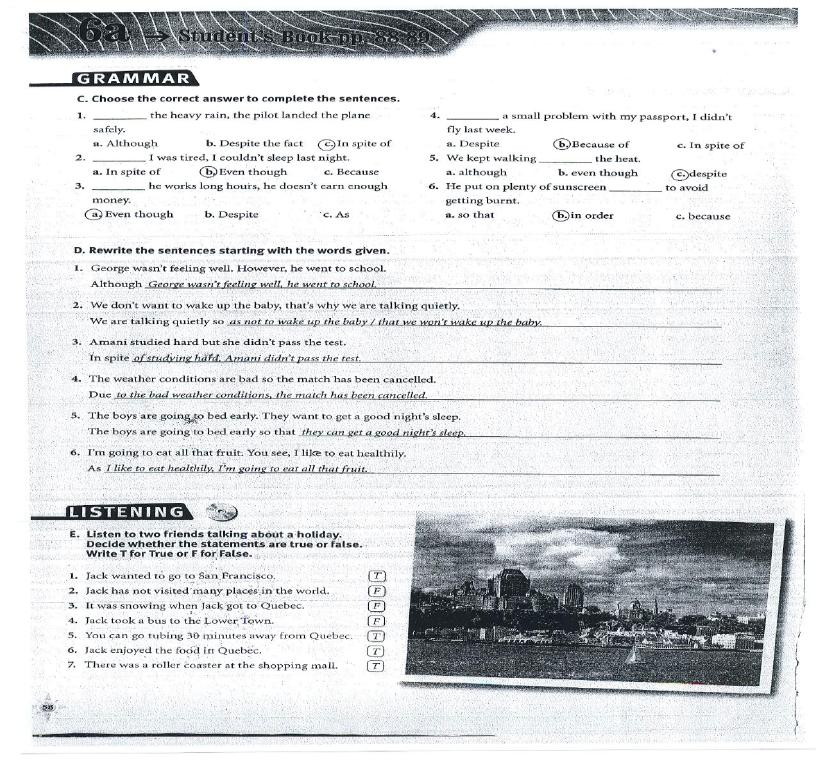 6a → Student's Book pp. 88-89
GRAMMAR
C. Choose the correct answer to complete the sentences.
1. ________ the heavy rain, the pilot landed the plane
safely.
a. Although b. Despite the fact c. In spite of
2. ________ I was tired, I couldn't sleep last night.
a. In spite of b. Even though c. Because
3. ________ he works long hours, he doesn't earn enough
money.
a. Even though b. Despite c. As
4. ________ a small problem with my passport, I didn't
fly last week.
a. Despite b. Because of c. In spite of
5. We kept walking ________ the heat.
a. although b. even though c. despite
6. He put on plenty of sunscreen ________ to avoid
getting burnt.
a. so that b. in order c. because
D. Rewrite the sentences starting with the words given.
1. George wasn't feeling well. However, he went to school.
Although George wasn't feeling well, he went to school.
2. We don't want to wake up the baby, that's why we are talking quietly.
We are talking quietly so as not to wake up the baby / that we won't wake up the baby.
3. Amani studied hard but she didn't pass the test.
In spite of studying hard, Amani didn't pass the test.
4. The weather conditions are bad so the match has been cancelled.
Due to the bad weather conditions, the match has been cancelled.
5. The boys are going to bed early. They want to get a good night's sleep.
The boys are going to bed early so that they can get a good night's sleep.
6. I'm going to eat all that fruit. You see, I like to eat healthily.
As I like to eat healthily, I'm going to eat all that fruit.
LISTENING
E. Listen to two friends talking about a holiday.
Decide whether the statements are true or false.
Write T for True or F for False.
1. Jack wanted to go to San Francisco. T
2. Jack has not visited many places in the world. F
3. It was snowing when Jack got to Quebec. F
4. Jack took a bus to the Lower Town. F
5. You can go tubing 30 minutes away from Quebec. T
6. Jack enjoyed the food in Quebec. T
7. There was a roller coaster at the shopping mall. T
58